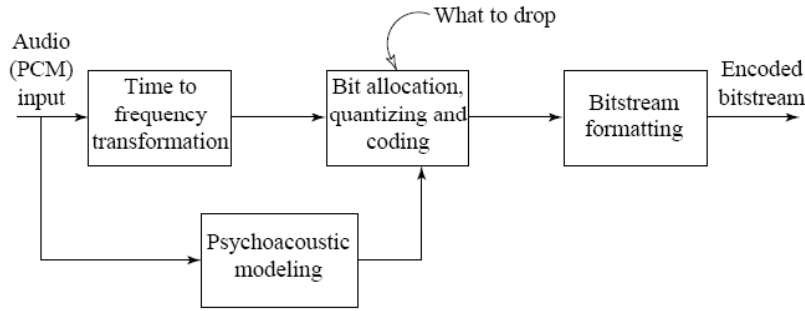 What to drop
Audio
(PCM)
input
Time to
frequency
transformation
Bit allocation,
quantizing and
coding
Bitstream
formatting
Encoded
bitstream
Psychoacoustic
modeling